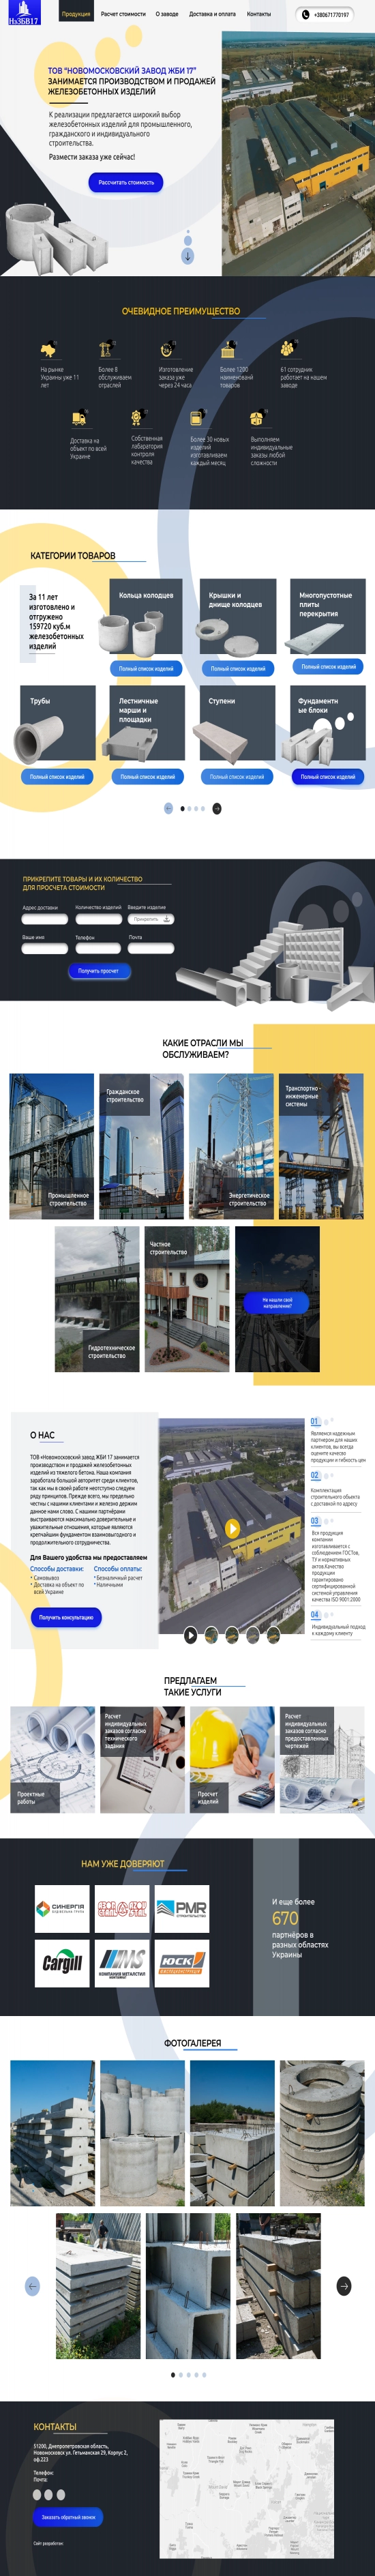 НзЗБВ17
Продукция
Расчет стоимости
О заводе
Доставка и оплата
Контакты
+380671770197
ТОВ "НОВОМОСКОВСКИЙ ЗАВОД ЖБИ 17"
ЗАНИМАЕТСЯ ПРОИЗВОДСТВОМ И ПРОДАЖЕЙ
ЖЕЛЕЗОБЕТОННЫХ ИЗДЕЛИЙ
К реализации предлагается широкий выбор
железобетонных изделий для промышленного,
гражданского и индивидуального
строительства.
Размести заказа уже сейчас!
Рассчитать стоимость
ОЧЕВИДНОЕ ПРЕИМУЩЕСТВО
На рынке
Украины уже 11
лет
Более 8
обслуживаем
отраслей
Изготовление
заказа уже
через 24 часа
Более 1200
наименований
товаров
61 сотрудник
работает на нашем
заводе
Доставка на
объект по всей
Украине
Собственная
лабаратория
контроля
качества
Более 30 новых
изделий
изготавливаем
каждый месяц
Выполняем
индивидуальные
заказы любой
сложности
КАТЕГОРИИ ТОВАРОВ
За 11 лет
изготовлено и
отгружено
159720 куб.м
железобетонных
изделий
Кольца колодцев
Полный список изделий
Крышки и
днище колодцев
Полный список изделий
Многопустотные
плиты
перекрытия
Полный список изделий
Трубы
Полный список изделий
Лестничные
марши и
площадки
Полный список изделий
Ступени
Полный список изделий
Фундаментн
ые блоки
Полный список изделий
ПРИКРЕПИТЕ ТОВАРЫ И ИХ КОЛИЧЕСТВО
ДЛЯ ПРОСЧЕТА СТОИМОСТИ
Адрес доставки
Количество изделий
Введите изделие
Прикрепить
Ваше имя
Телефон
Почта
Получить просчет
КАКИЕ ОТРАСЛИ МЫ
ОБСЛУЖИВАЕМ?
Промышленное
строительство
Гражданское
строительство
Энергетическое
строительство
Транспортно -
инженерные
системы
Гидротехническое
строительство
Частное
строительство
Не нашли свой
направление?
О НАС
ТОВ «Новомосковский завод ЖБИ 17 занимается
производством и продажей железобетонных
изделий из тяжелого бетона. Наша компания
заработала большой авторитет среди клиентов,
так как мы в своей работе неотступно следуем
ряду принципов. Прежде всего, мы предельно
честны с нашими клиентами и железно держим
данное нами слово. С нашими партнёрами
выстраиваются максимально доверительные и
уважительные отношения, которые являются
крепчайшим фундаментом взаимовыгодного и
плодотворного сотрудничества.
Для Вашего удобства мы предоставляем
Способы доставки:
* Самовывоз
* Доставка на объект по
всей Украине
Способы оплаты:
* Безналичный расчет
* Наличными
Получить консультацию
01
Являемся надежным
партнером для наших
клиентов, вы всегда
оцените качесво
продукции и гибкость цен
02
Комплектация
строительного объекта
с доставкой по адресу
03
Вся продукция
компании
изготавливается с
соблюдением ГОСТов,
ТУ и нормативных
актов.Качество
продукции
гарантировано
сертифицированной
системой управления
качества ISO 9001:2000
04
Индивидуальный подход
к каждому клиенту
ПРЕДЛАГАЕМ
ТАКИЕ УСЛУГИ
Проектные
работы
Расчет
индивидуальных
заказов согласно
технического
задания
Просчет
изделий
Расчет
индивидуальных
заказов согласно
предоставленных
чертежей
НАМ УЖЕ ДОВЕРЯЮТ
СИНЕРГІЯ
PMR
СТРОИТЕЛЬСТВО
Cargill
IMS
КОМПАНИЯ МЕТАЛСТИЛ
ЮСК
И еще более
670
партнёров в
разных областях
Украины
ФОТОГАЛЕРЕЯ
КОНТАКТЫ
51200, Днепропетровская область,
Новомосковск ул. Гетьманская 29, Корпус 2,
оф.223
Телефон:
Почта:
Заказать обратный звонок
Сайт разработан: